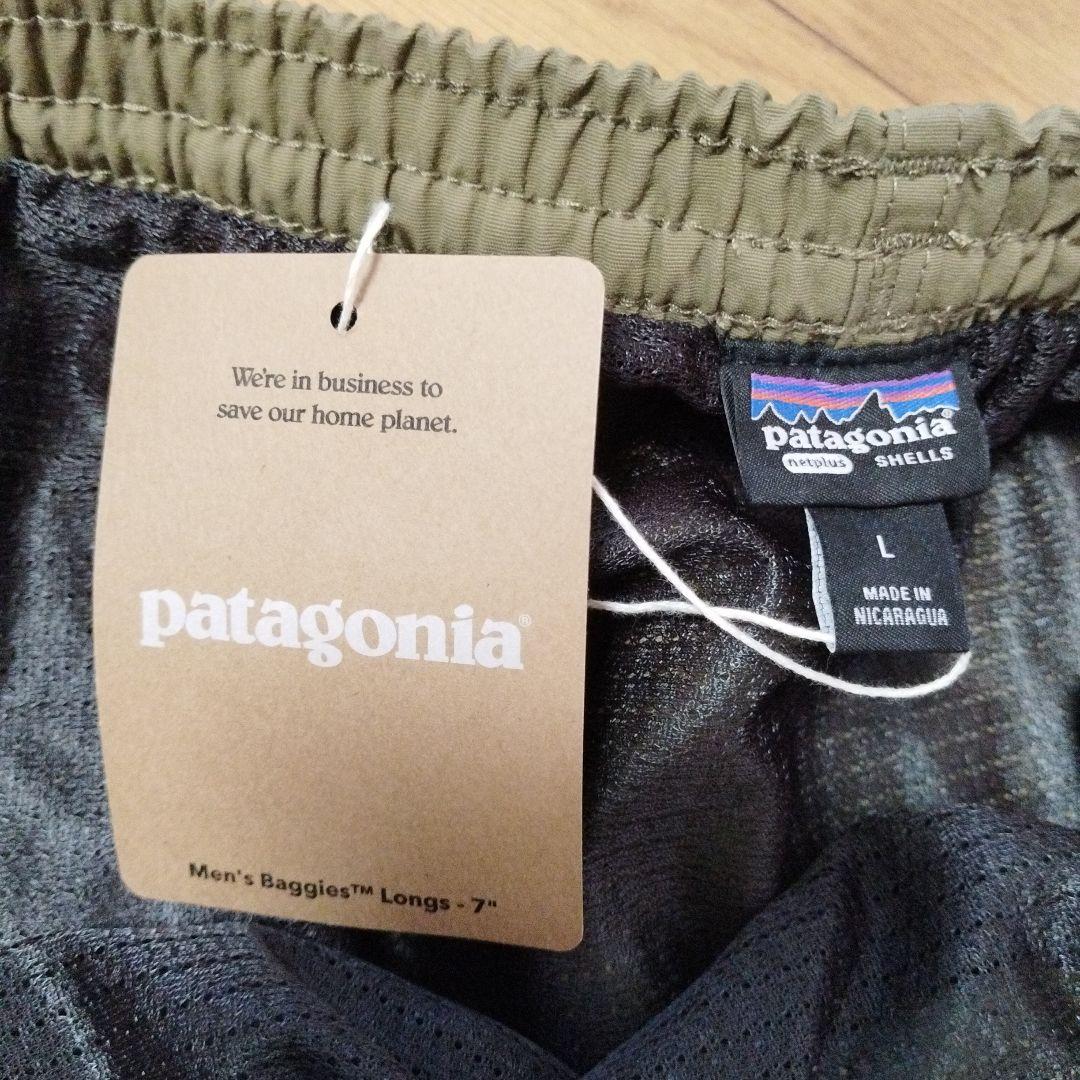 We're in business to
save our home planet.
patagonia®
Men's Baggies™ Longs - 7"
patagonia®
netplus SHELLS
L
MADE IN
NICARAGUA